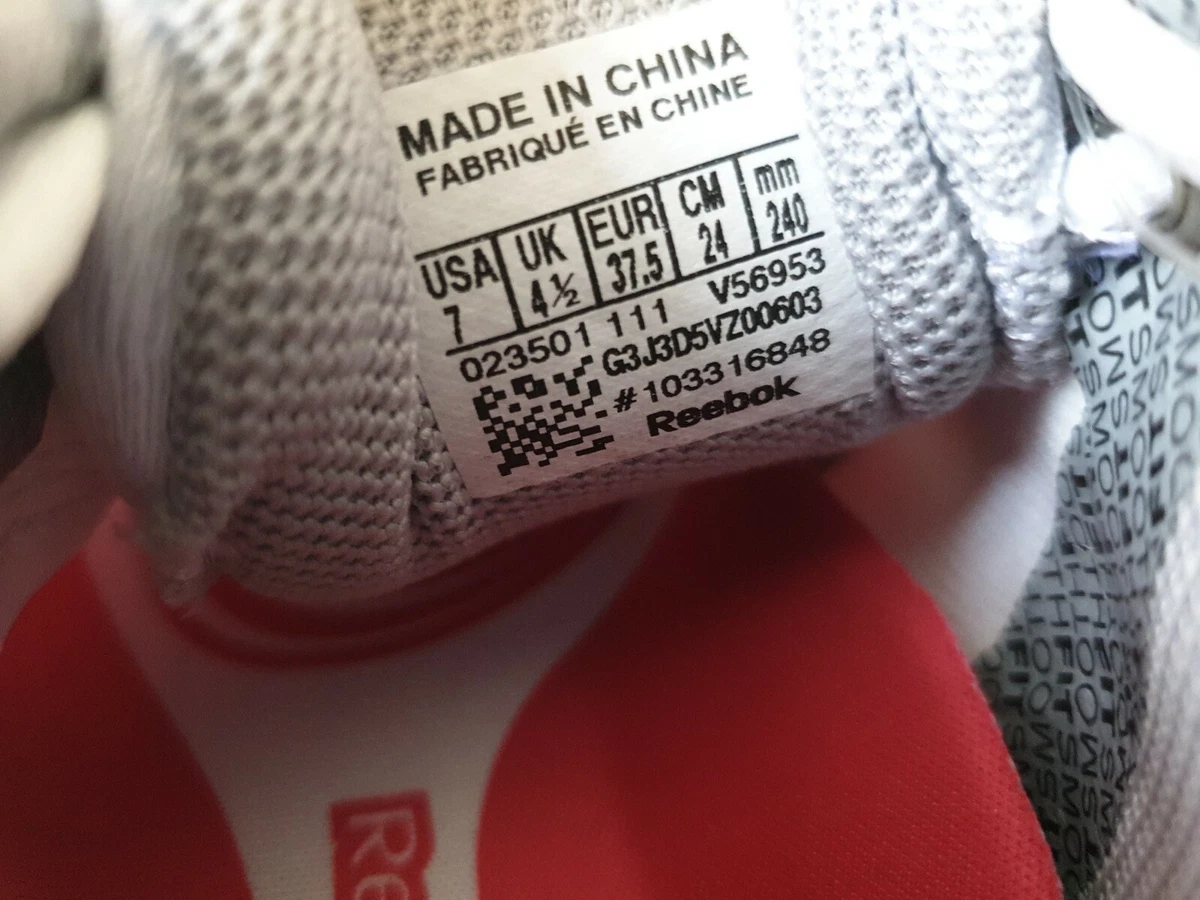 MADE IN CHINA
FABRIQUÉ EN CHINE
USA UK EUR CM mm
7 4½ 37.5 24 240
023501 111 V56953
G3J3D5VZ00603
#103316848
Reebok
Re